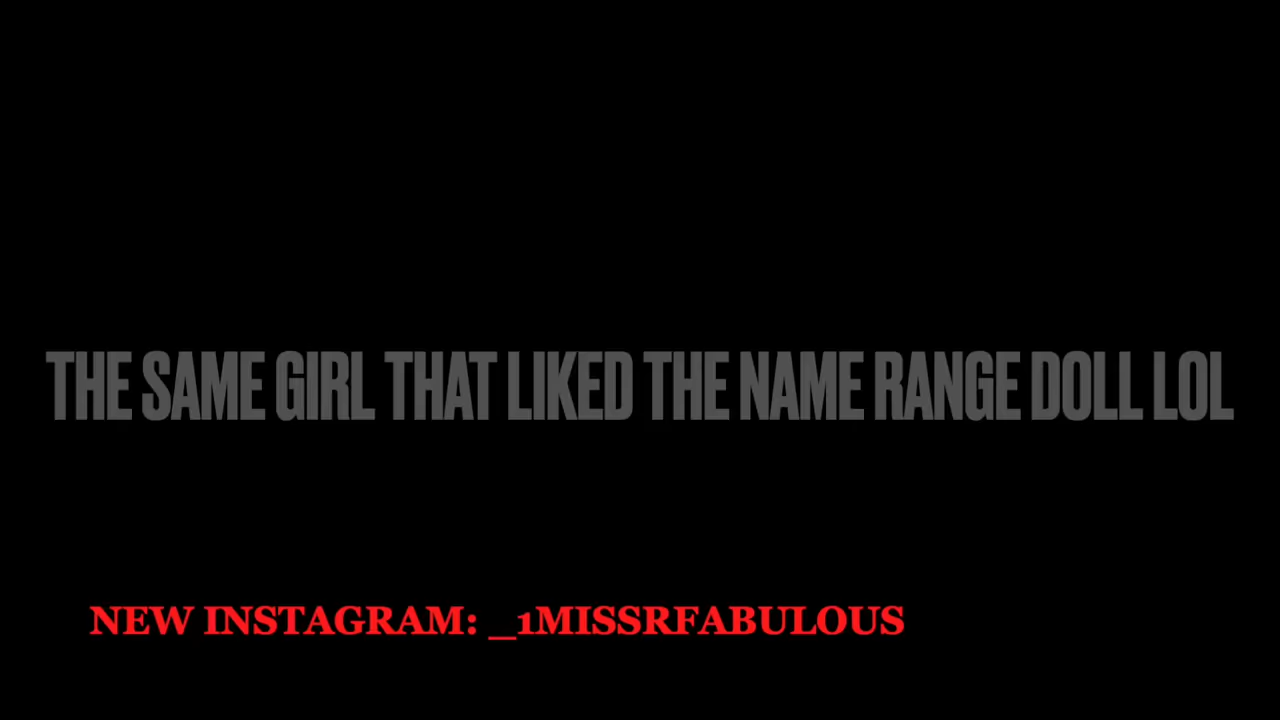 THE SAME GIRL THAT LIKED THE NAME RANGE DOLL LOL
NEW INSTAGRAM: _1MISSRFABULOUS